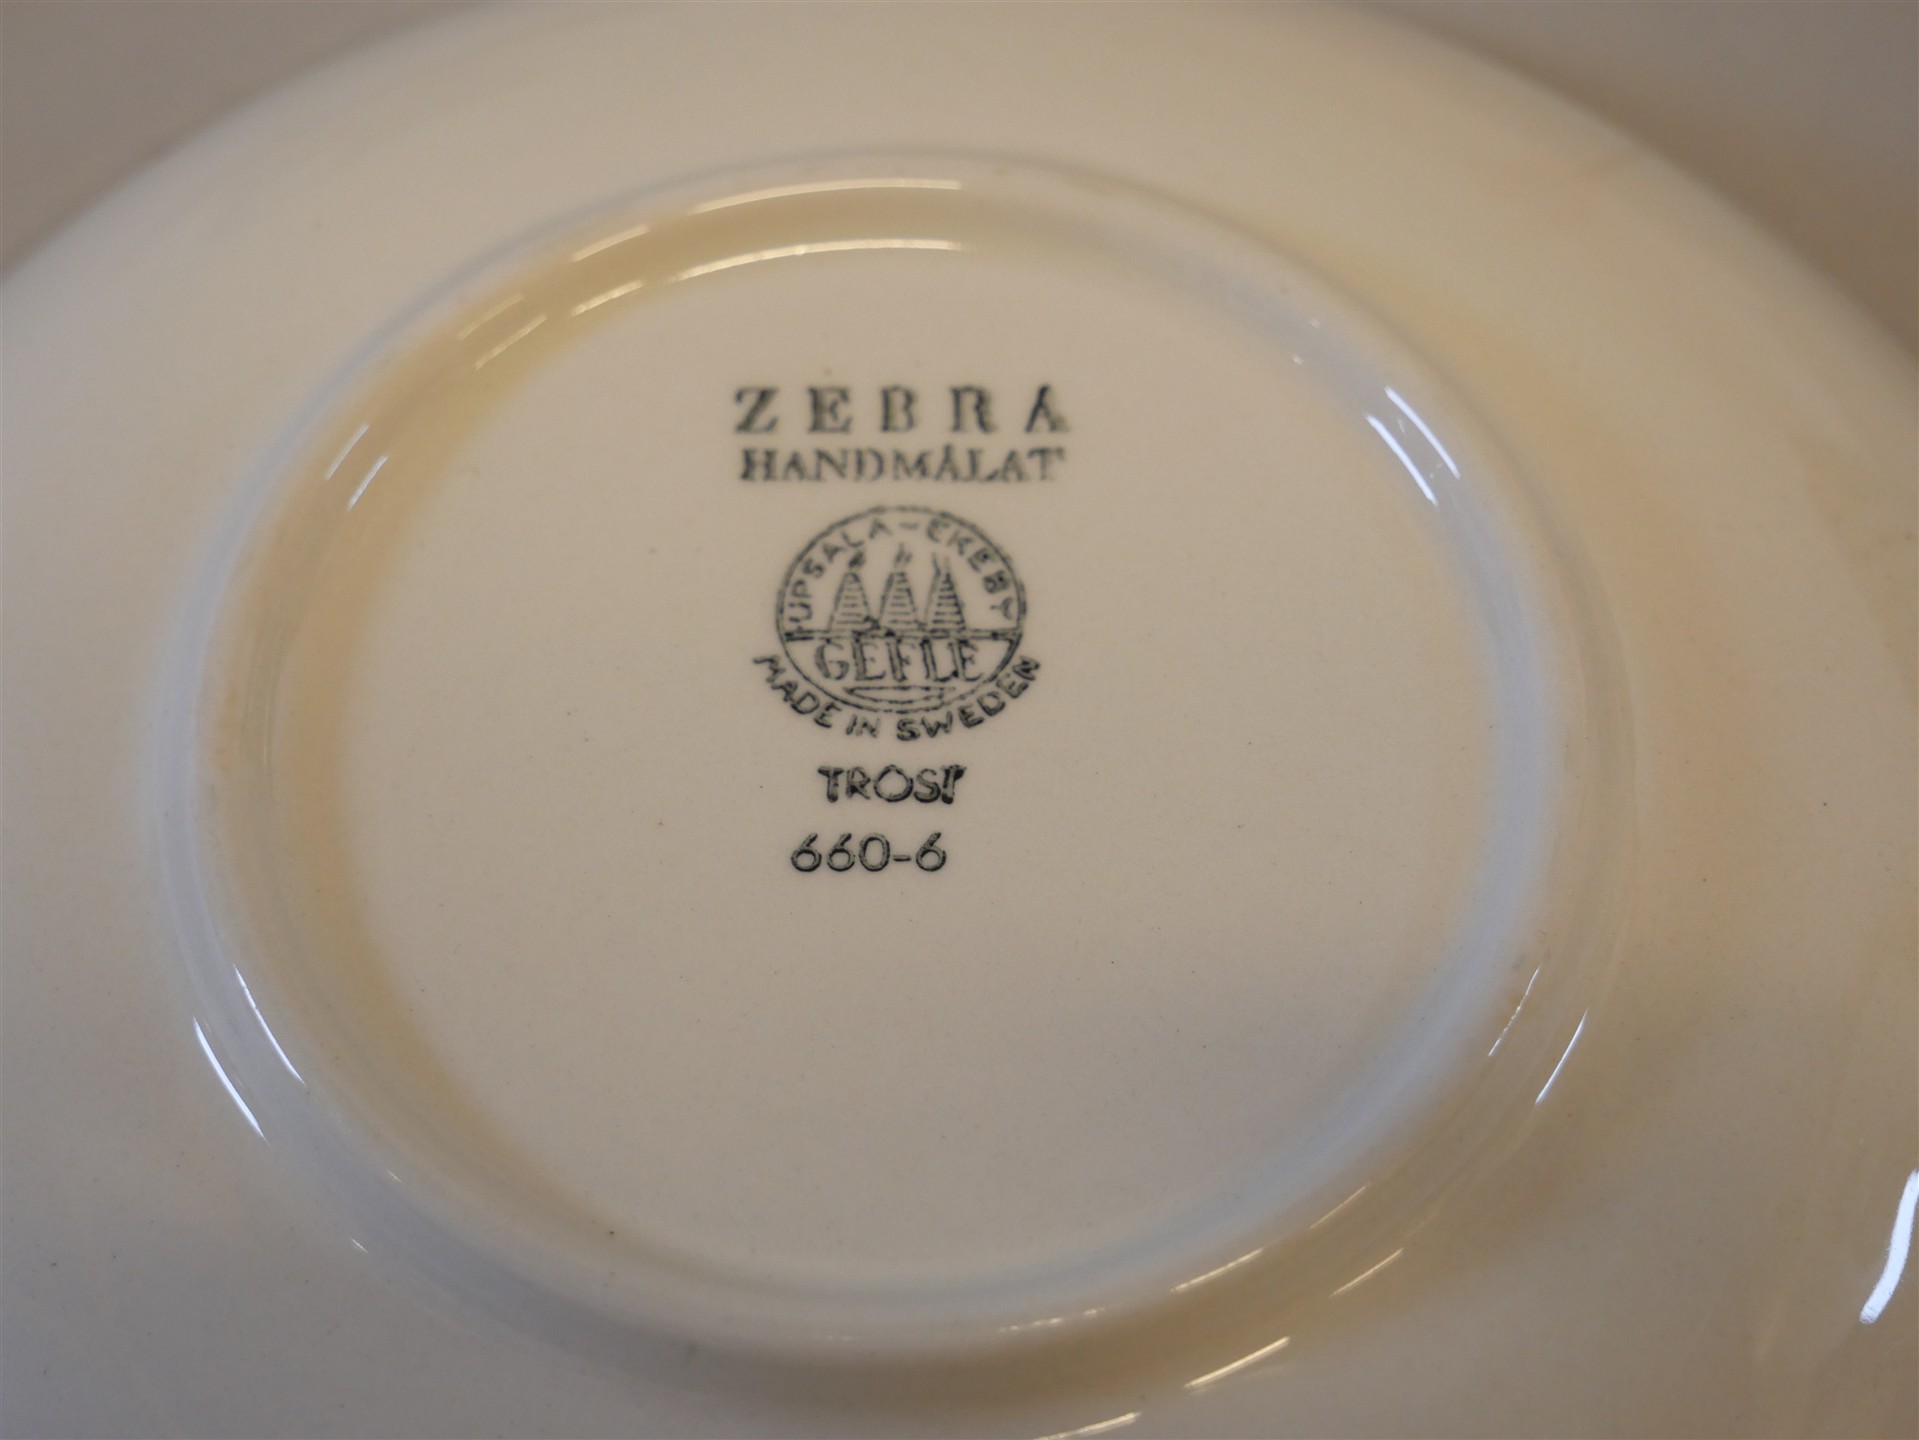 ZEBRA
HANDMÅLAT
UPSALA-EKEBY
GEFLE
MADE IN SWEDEN
TROST
660-6